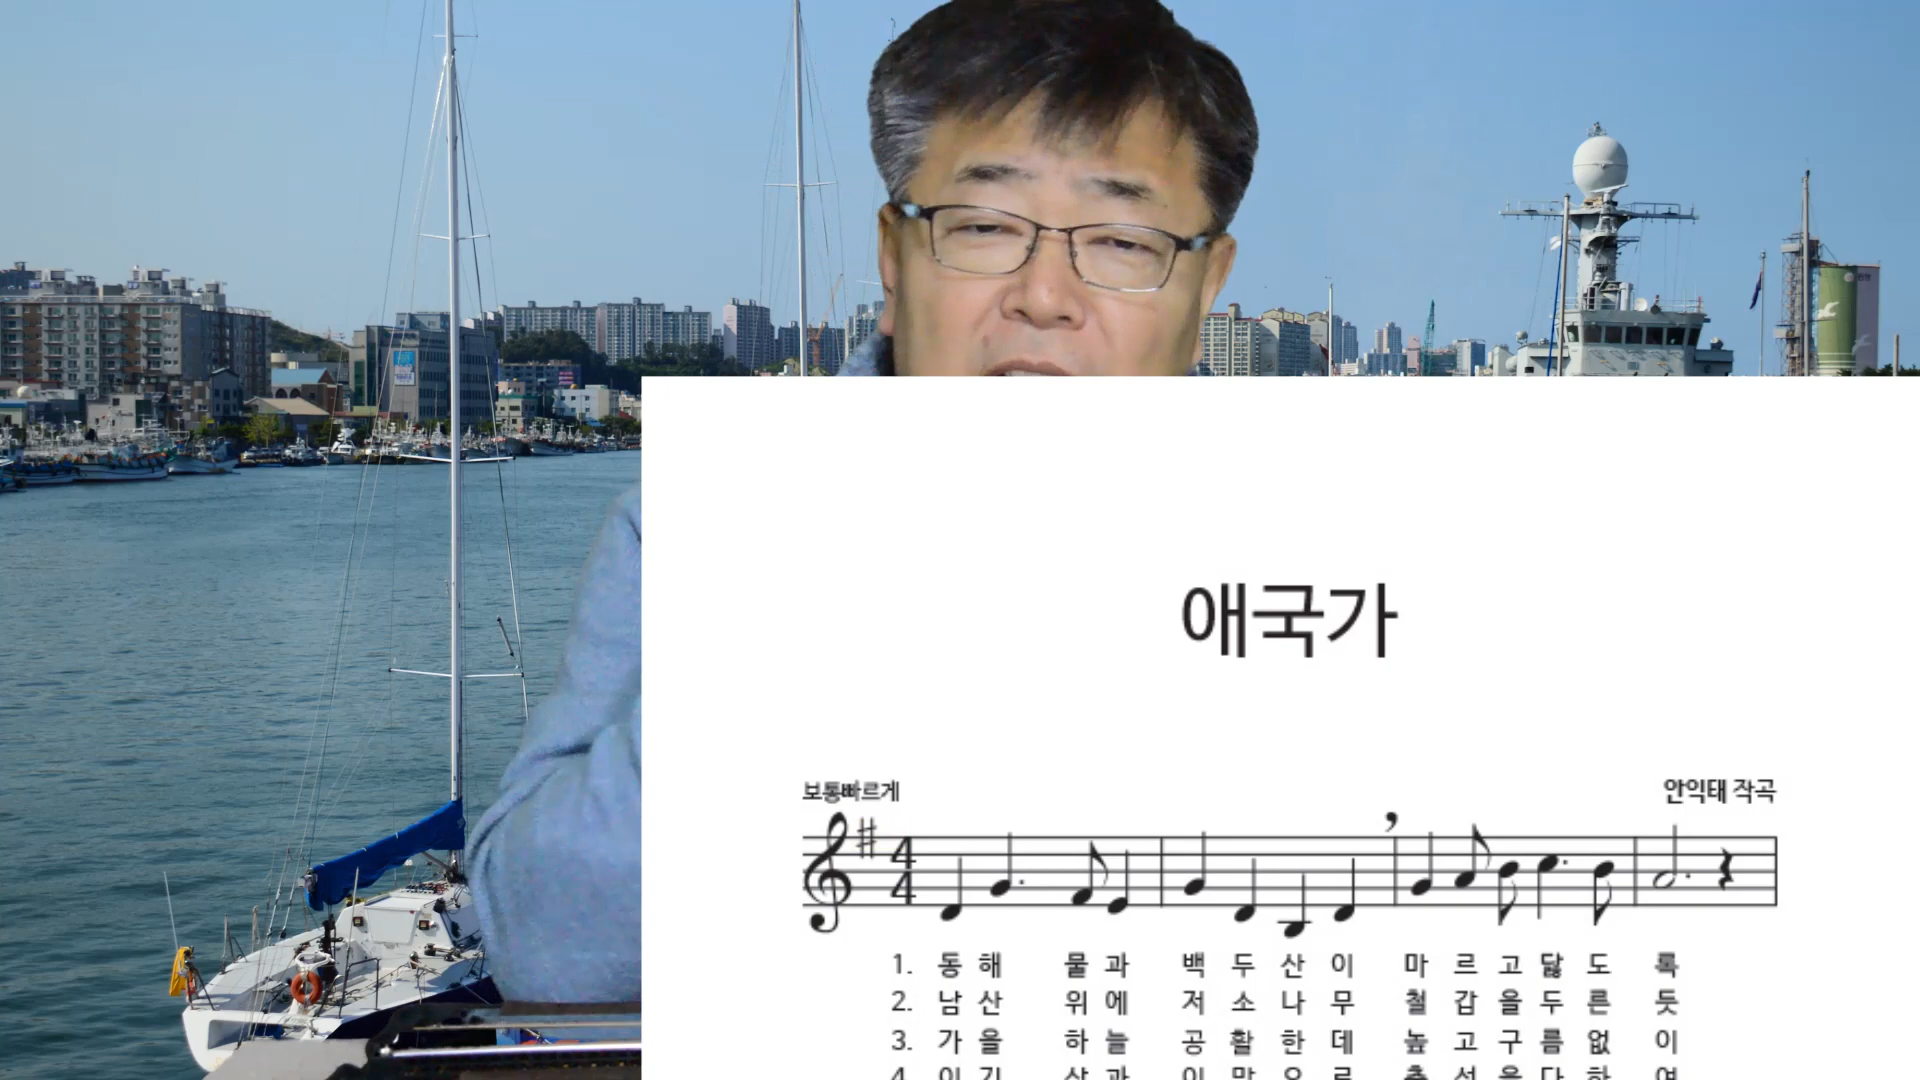 애국가
보통빠르게
안익태 작곡
1. 동 해 물 과 백 두 산 이 마 르 고 닳 도 록
2. 남 산 위 에 저 소 나 무 철 갑 을 두 른 듯
3. 가 을 하 늘 공 활 한 데 높 고 구 름 없 이